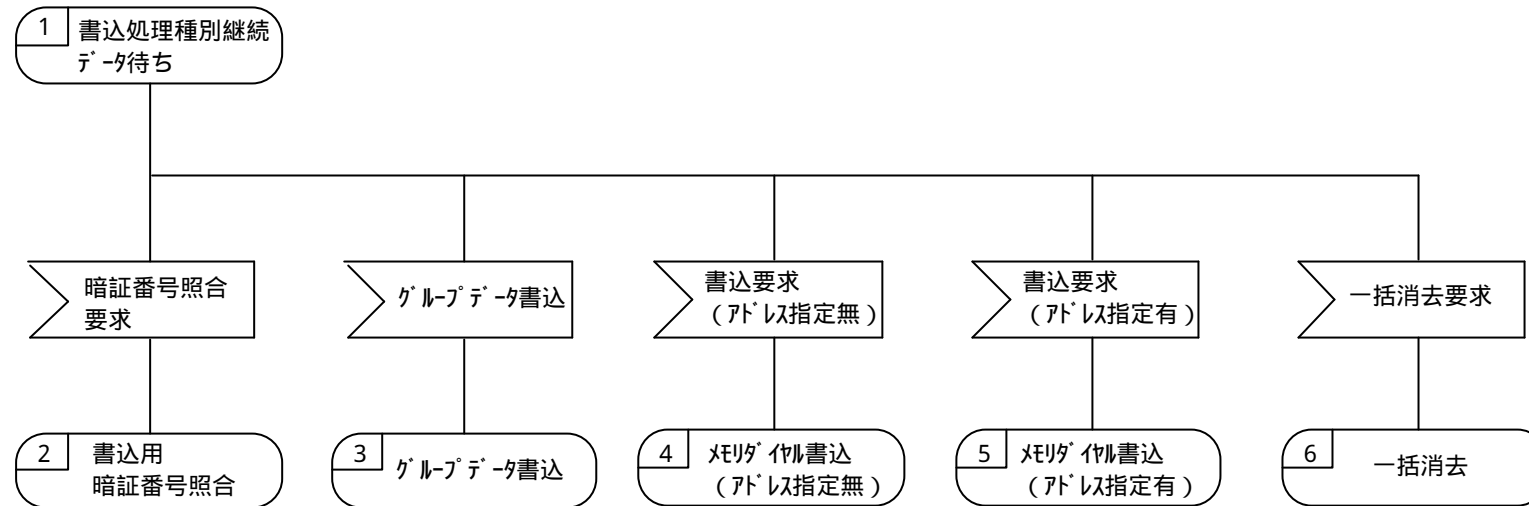 1
書込処理種別継続
ﾃﾞｰﾀ待ち
暗証番号照合
要求
ｸﾞﾙｰﾌﾟﾃﾞｰﾀ書込
書込要求
（ｱﾄﾞﾚｽ指定無）
書込要求
（ｱﾄﾞﾚｽ指定有）
一括消去要求
2
書込用
暗証番号照合
3
ｸﾞﾙｰﾌﾟﾃﾞｰﾀ書込
4
ﾒﾓﾘﾀﾞｲﾔﾙ書込
（ｱﾄﾞﾚｽ指定無）
5
ﾒﾓﾘﾀﾞｲﾔﾙ書込
（ｱﾄﾞﾚｽ指定有）
6
一括消去